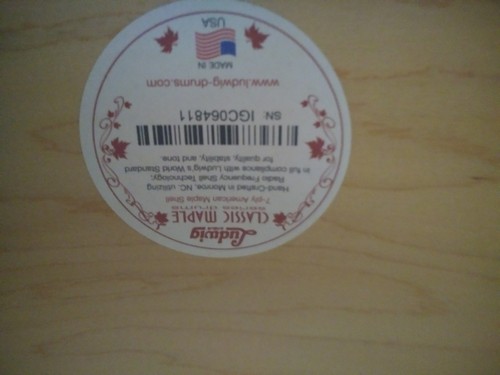 Ludwig
CLASSIC MAPLE
series drums
7-ply American Maple Shell
Hand-Crafted in Monroe, NC, utilizing
Radio Frequency Shell Technology;
in full compliance with Ludwig's World Standard
for quality, stability, and tone.
SN: IGC064811
www.ludwig-drums.com
MADE IN
USA